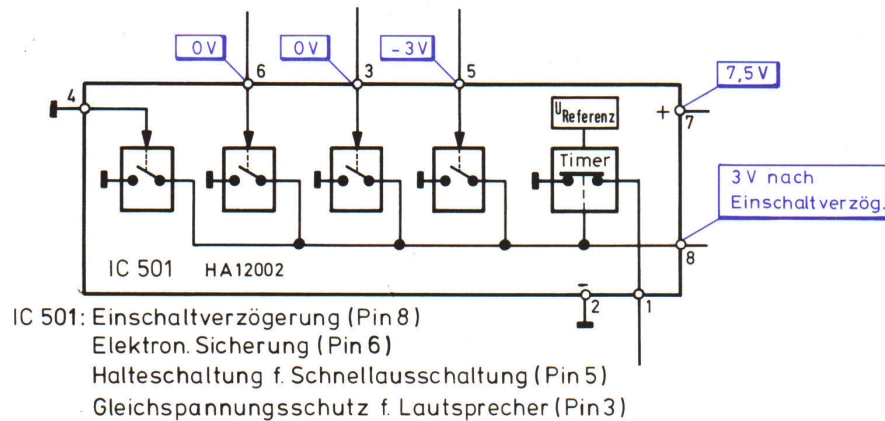 0V
0V
-3V
6
3
5
7,5V
4
U Referenz
+
7
Timer
3V nach
Einschaltverzög.
8
IC 501 HA12002
-
2
1
IC 501: Einschaltverzögerung (Pin 8)
Elektron. Sicherung (Pin 6)
Halteschaltung f. Schnellausschaltung (Pin 5)
Gleichspannungsschutz f. Lautsprecher (Pin 3)